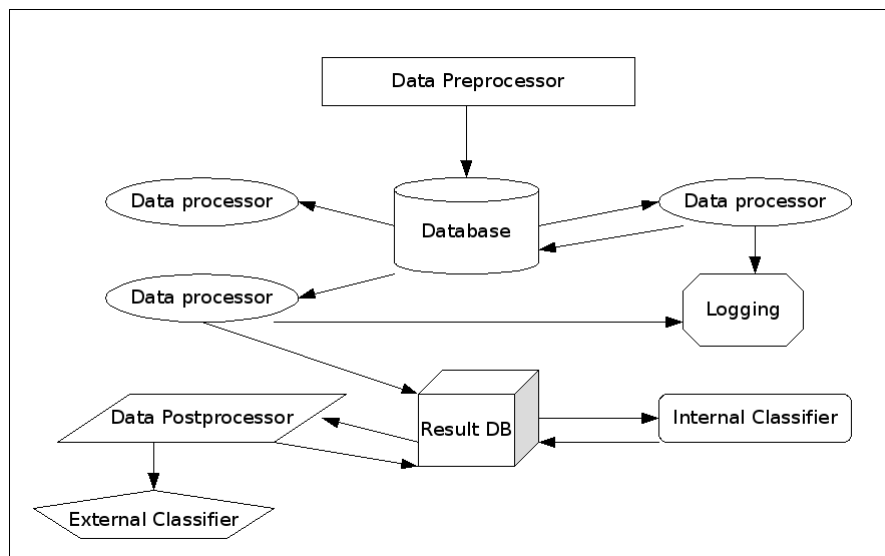 Data Preprocessor
Data processor
Database
Data processor
Data processor
Logging
Data Postprocessor
Result DB
Internal Classifier
External Classifier